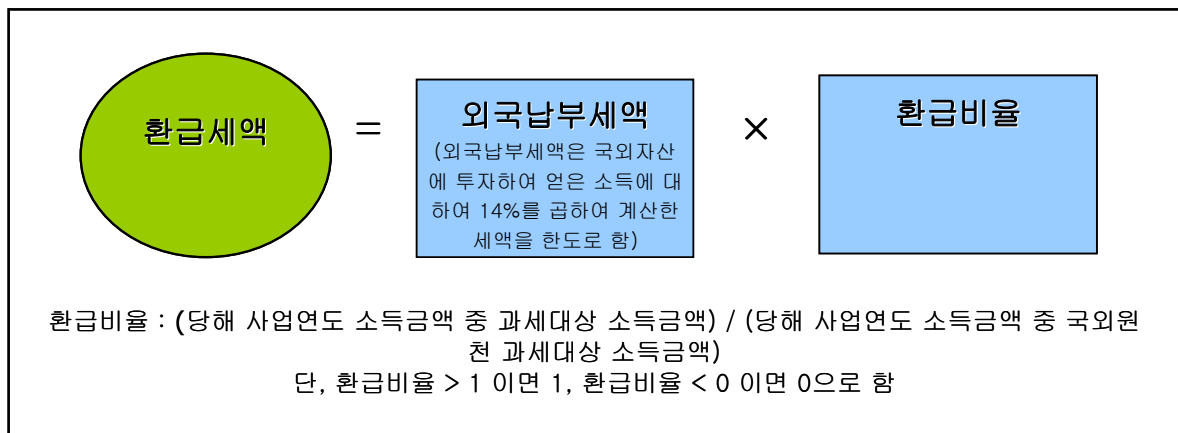 환급세액
=
외국납부세액
(외국납부세액은 국외자산
에 투자하여 얻은 소득에 대
하여 14%를 곱하여 계산한
세액을 한도로 함)
×
환급비율
환급비율 : (당해 사업연도 소득금액 중 과세대상 소득금액) / (당해 사업연도 소득금액 중 국외원
천 과세대상 소득금액)
단, 환급비율 > 1 이면 1, 환급비율 < 0 이면 0으로 함